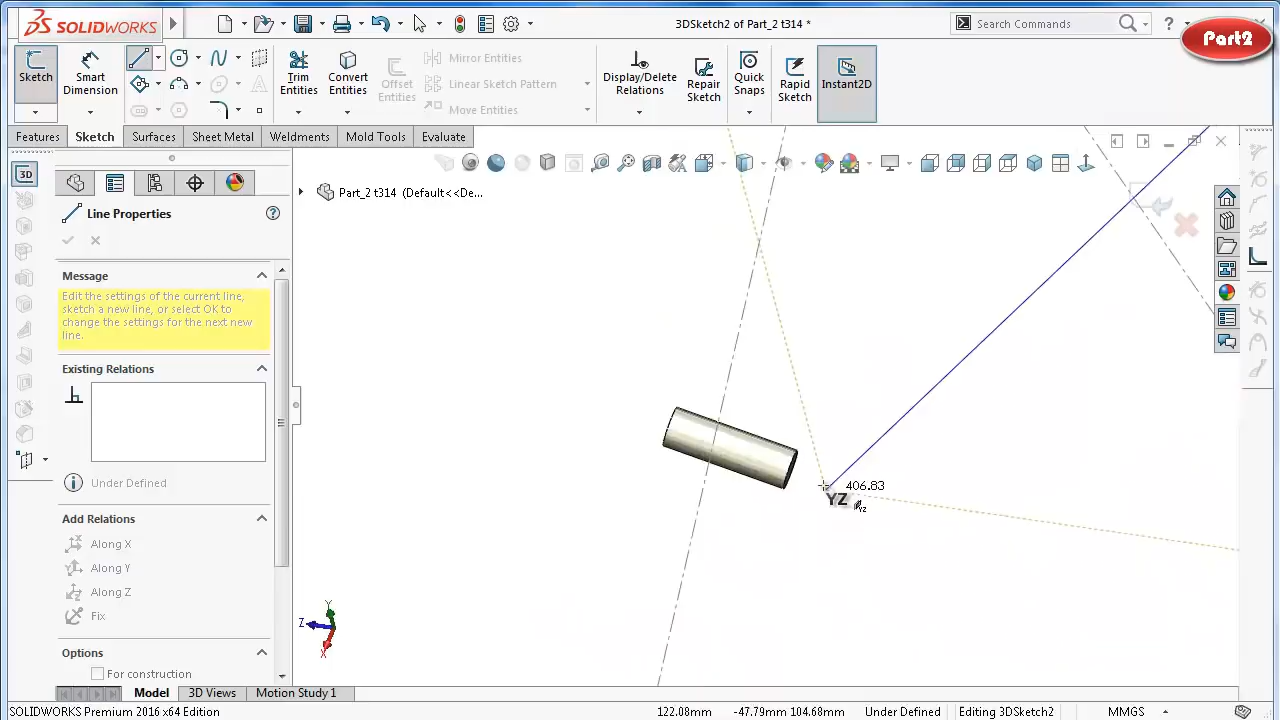 SOLIDWORKS
3DSketch2 of Part_2 t314 *
Search Commands
?
Part2
Sketch
Smart Dimension
Trim Entities
Convert Entities
Offset Entities
Mirror Entities
Linear Sketch Pattern
Move Entities
Display/Delete Relations
Repair Sketch
Quick Snaps
Rapid Sketch
Instant2D
Features
Sketch
Surfaces
Sheet Metal
Weldments
Mold Tools
Evaluate
3D
Part_2 t314 (Default<<De...
Line Properties
?
Message
Edit the settings of the current line,
sketch a new line, or select OK to
change the settings for the next new
line.
Existing Relations
Under Defined
Add Relations
Along X
Along Y
Along Z
Fix
Options
For construction
406.83
YZ
YZ
Y
Z
X
Model
3D Views
Motion Study 1
SOLIDWORKS Premium 2016 x64 Edition
122.08mm
-47.79mm 104.68mm
Under Defined
Editing 3DSketch2
MMGS